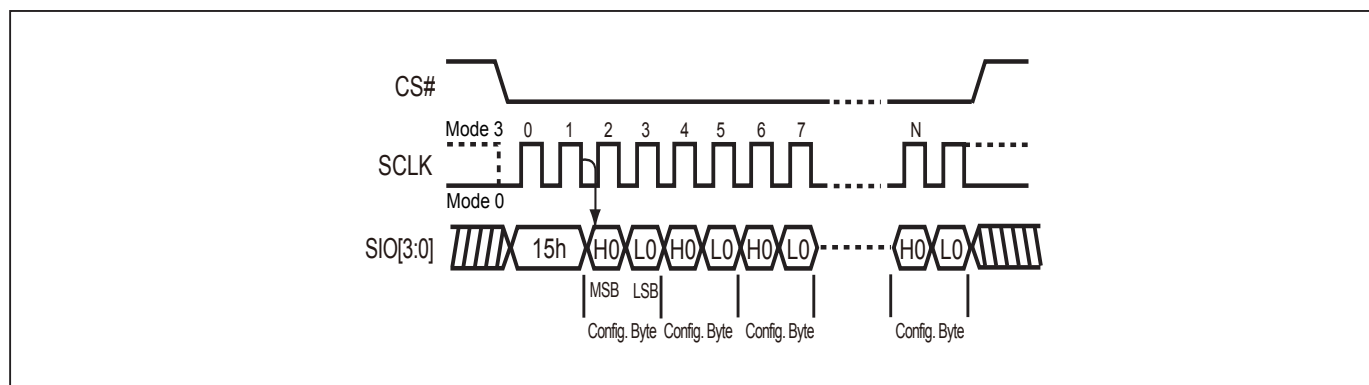 CS#
Mode 3 0 1 2 3 4 5 6 7 N
SCLK
Mode 0
SIO[3:0] 15h H0 L0 H0 L0 H0 L0 H0 L0
MSB LSB
Config. Byte Config. Byte Config. Byte Config. Byte